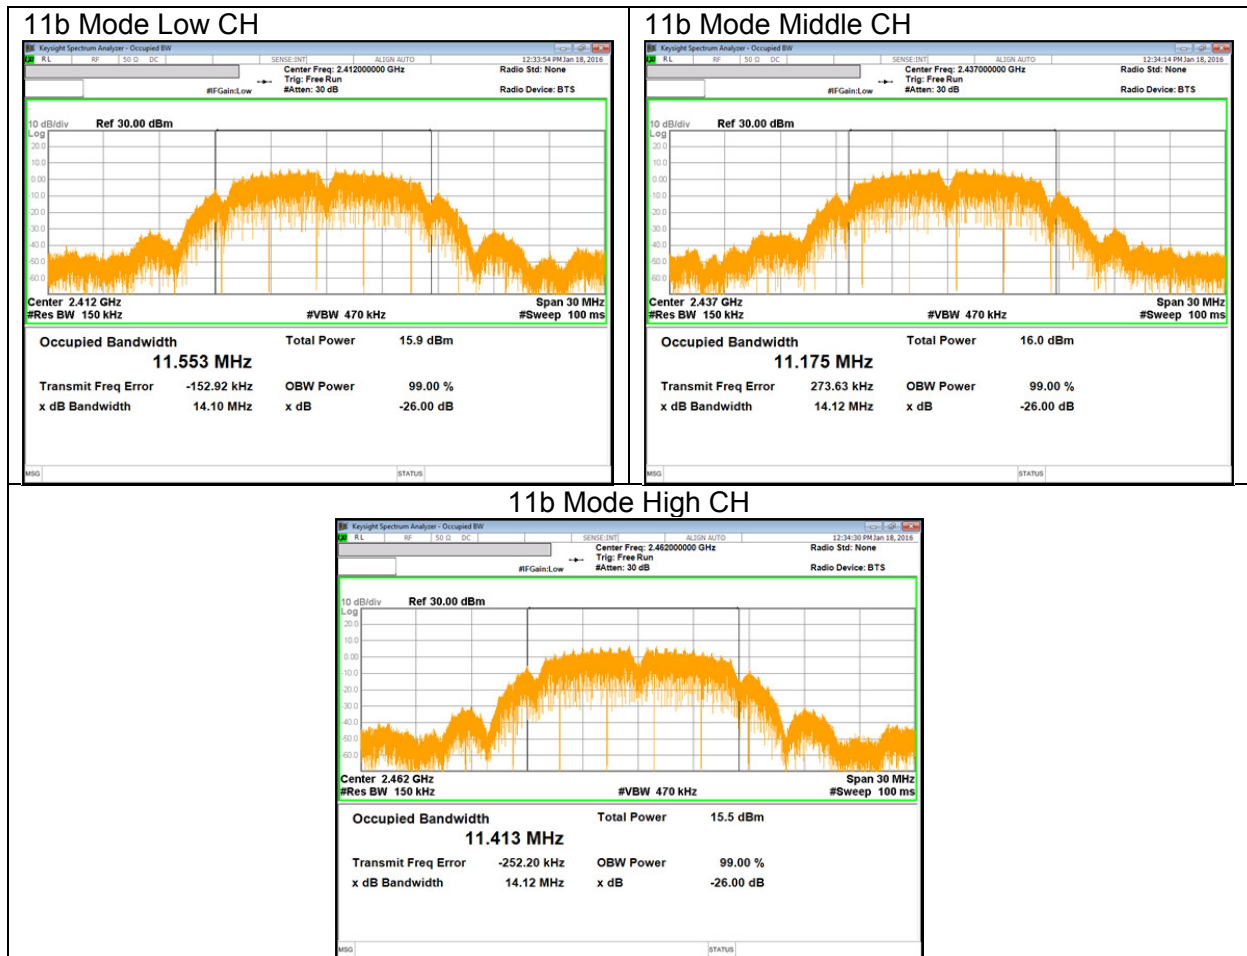 11b Mode Low CH
Keysight Spectrum Analyzer - Occupied BW
RL RF 50 Ω DC SENSE:INT ALIGN AUTO 12:33:54 PM Jan 18, 2016
Center Freq: 2.412000000 GHz Radio Std: None
Trig: Free Run
#IFGain:Low #Atten: 30 dB Radio Device: BTS
10 dB/div Ref 30.00 dBm
Log
20.0
10.0
0.00
-10.0
-20.0
-30.0
-40.0
-50.0
-60.0
Center 2.412 GHz Span 30 MHz
#Res BW 150 kHz #VBW 470 kHz #Sweep 100 ms
Occupied Bandwidth Total Power 15.9 dBm
11.553 MHz
Transmit Freq Error -152.92 kHz OBW Power 99.00 %
x dB Bandwidth 14.10 MHz x dB -26.00 dB
MSG STATUS
11b Mode Middle CH
Keysight Spectrum Analyzer - Occupied BW
RL RF 50 Ω DC SENSE:INT ALIGN AUTO 12:34:14 PM Jan 18, 2016
Center Freq: 2.437000000 GHz Radio Std: None
Trig: Free Run
#IFGain:Low #Atten: 30 dB Radio Device: BTS
10 dB/div Ref 30.00 dBm
Log
20.0
10.0
0.00
-10.0
-20.0
-30.0
-40.0
-50.0
-60.0
Center 2.437 GHz Span 30 MHz
#Res BW 150 kHz #VBW 470 kHz #Sweep 100 ms
Occupied Bandwidth Total Power 16.0 dBm
11.175 MHz
Transmit Freq Error 273.63 kHz OBW Power 99.00 %
x dB Bandwidth 14.12 MHz x dB -26.00 dB
MSG STATUS
11b Mode High CH
Keysight Spectrum Analyzer - Occupied BW
RL RF 50 Ω DC SENSE:INT ALIGN AUTO 12:34:30 PM Jan 18, 2016
Center Freq: 2.462000000 GHz Radio Std: None
Trig: Free Run
#IFGain:Low #Atten: 30 dB Radio Device: BTS
10 dB/div Ref 30.00 dBm
Log
20.0
10.0
0.00
-10.0
-20.0
-30.0
-40.0
-50.0
-60.0
Center 2.462 GHz Span 30 MHz
#Res BW 150 kHz #VBW 470 kHz #Sweep 100 ms
Occupied Bandwidth Total Power 15.5 dBm
11.413 MHz
Transmit Freq Error -252.20 kHz OBW Power 99.00 %
x dB Bandwidth 14.12 MHz x dB -26.00 dB
MSG STATUS